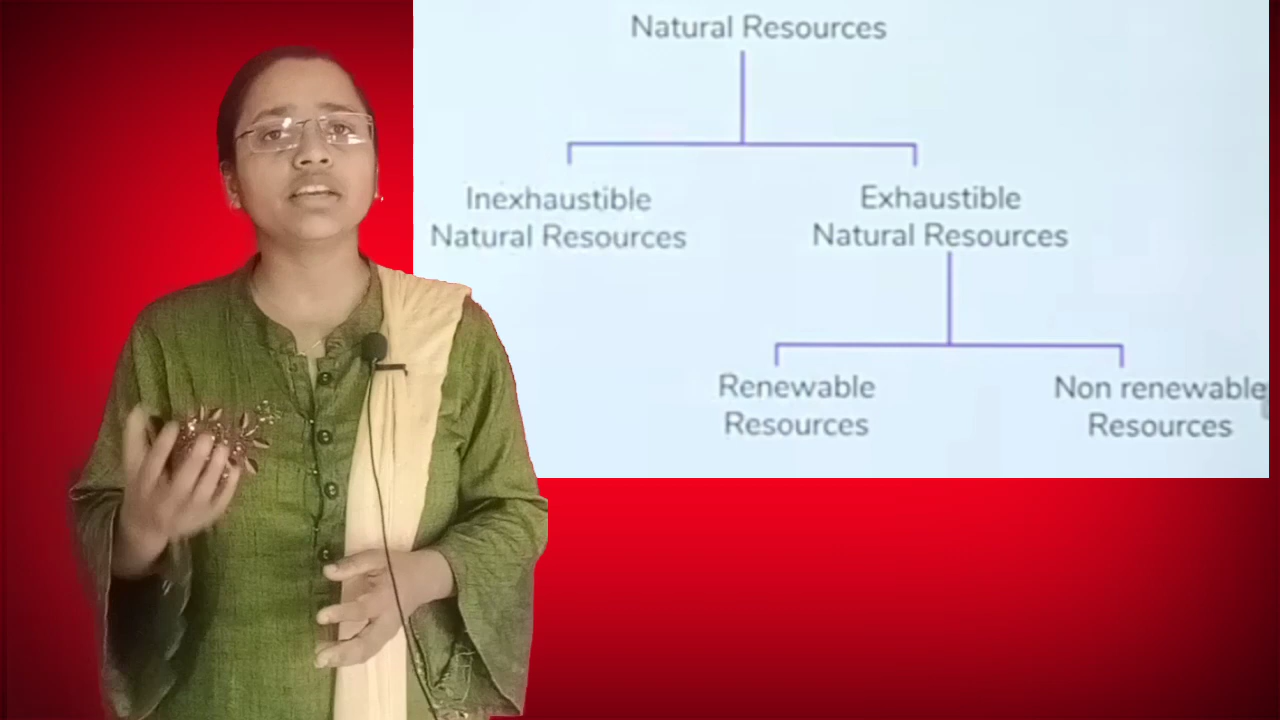 Natural Resources
Inexhaustible
Natural Resources
Exhaustible
Natural Resources
Renewable
Resources
Non renewable
Resources